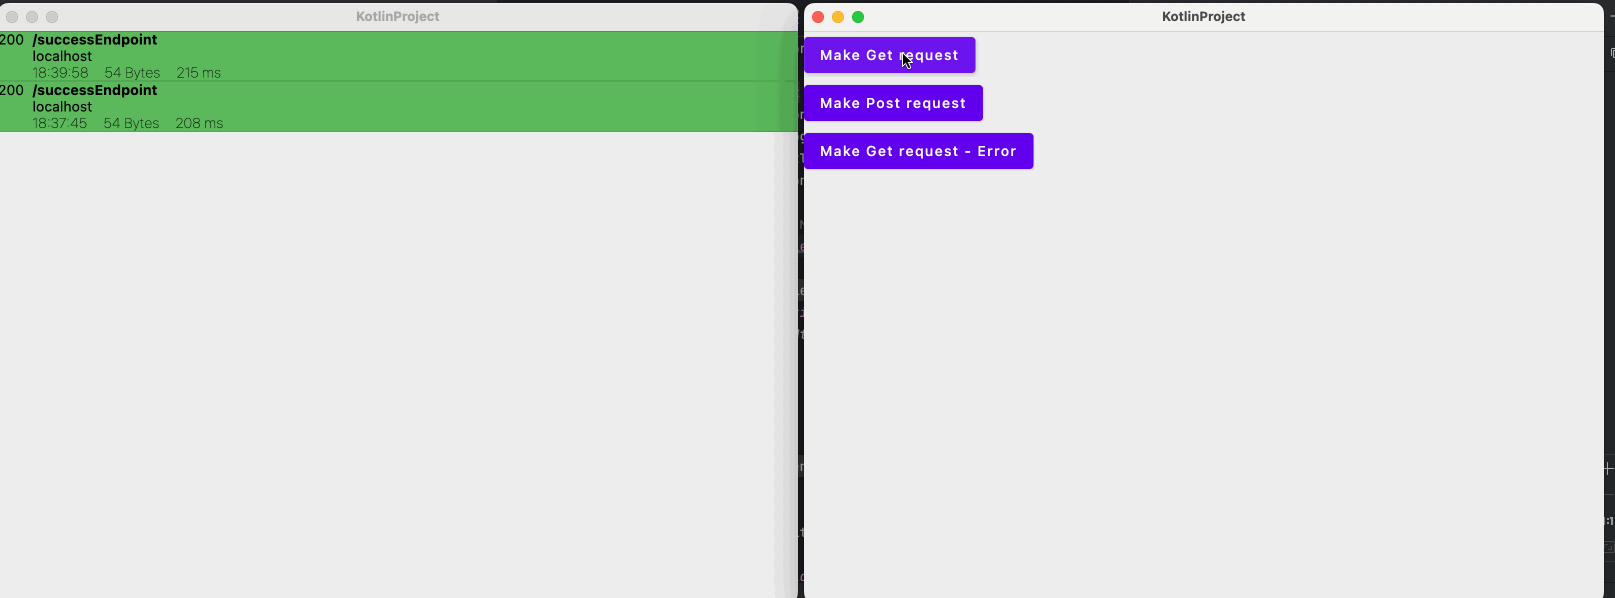 KotlinProject
200 /successEndpoint
localhost
18:39:58 54 Bytes 215 ms
200 /successEndpoint
localhost
18:37:45 54 Bytes 208 ms
KotlinProject
Make Get request
Make Post request
Make Get request - Error